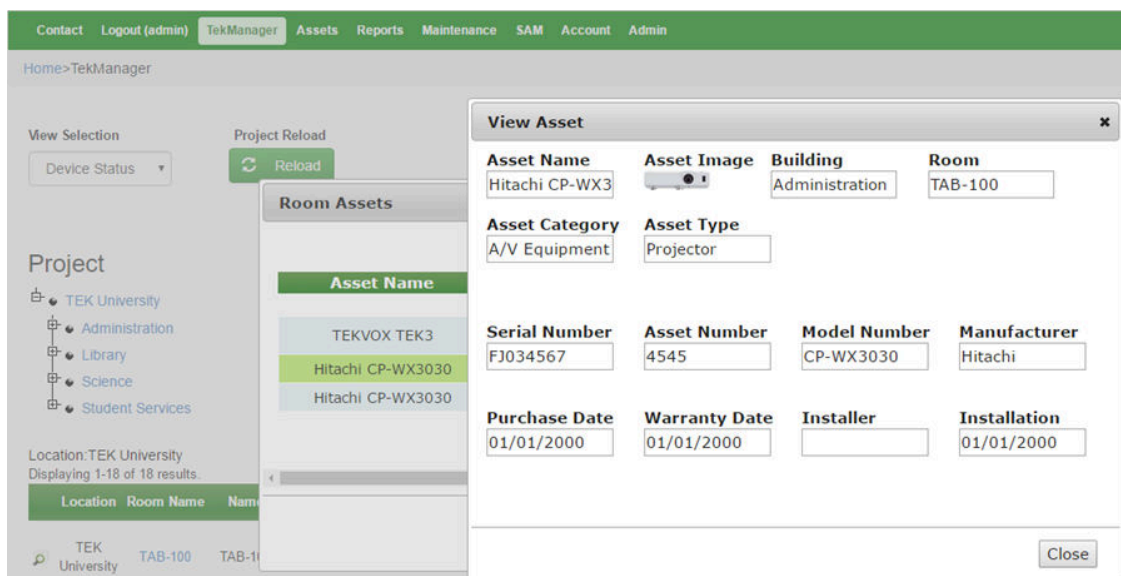 Contact Logout (admin) TekManager Assets Reports Maintenance SAM Account Admin
Home>TekManager
View Selection
Project Reload
Device Status
Reload
Project
TEK University
Administration
Library
Science
Student Services
Location:TEK University
Displaying 1-18 of 18 results.
Location Room Name
TEK University
TAB-100
Room Assets
Asset Name
TEKVOX TEK3
Hitachi CP-WX3030
Hitachi CP-WX3030
View Asset
Asset Name Asset Image Building Room
Hitachi CP-WX3 Administration TAB-100
Asset Category Asset Type
A/V Equipment Projector
Serial Number Asset Number Model Number Manufacturer
FJ034567 4545 CP-WX3030 Hitachi
Purchase Date Warranty Date Installer Installation
01/01/2000 01/01/2000 01/01/2000
Close